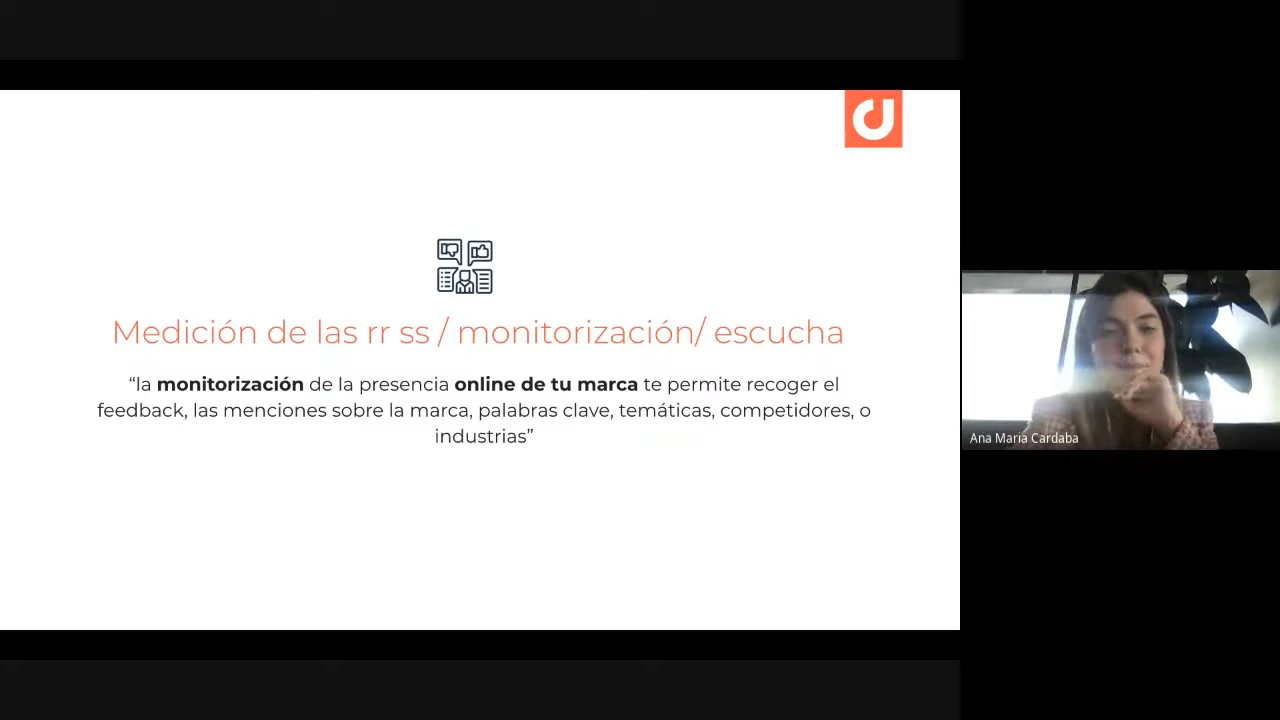 Medición de las rr ss / monitorización/ escucha
“la monitorización de la presencia online de tu marca te permite recoger el
feedback, las menciones sobre la marca, palabras clave, temáticas, competidores, o
industrias”
Ana Maria Cardaba